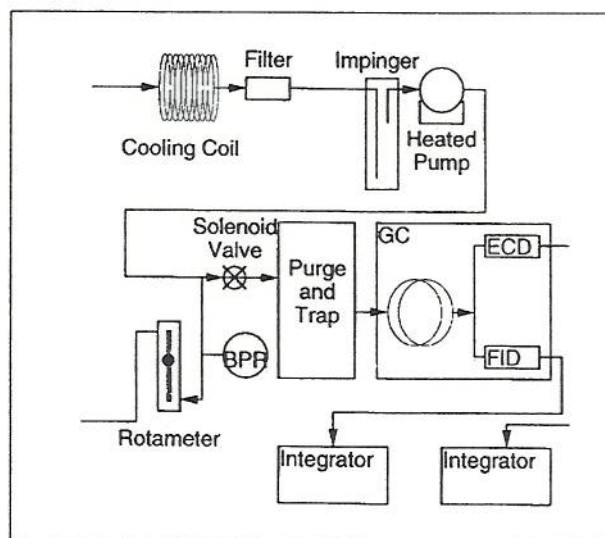 Filter
Impinger
Cooling Coil
Heated
Pump
Solenoid
Valve
GC
ECD
Purge
and
Trap
BPR
FID
Rotameter
Integrator
Integrator